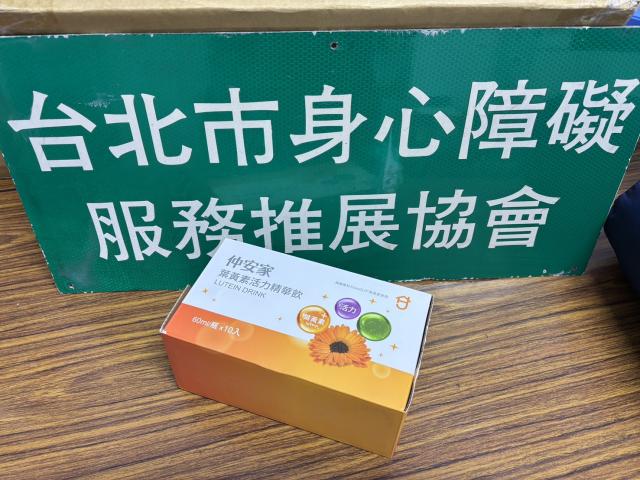 台北市身心障礙
服務推展協會
仲安家
葉黃素活力精華飲
LUTEIN DRINK
葉黃素
活力
60ml/瓶 x 10入